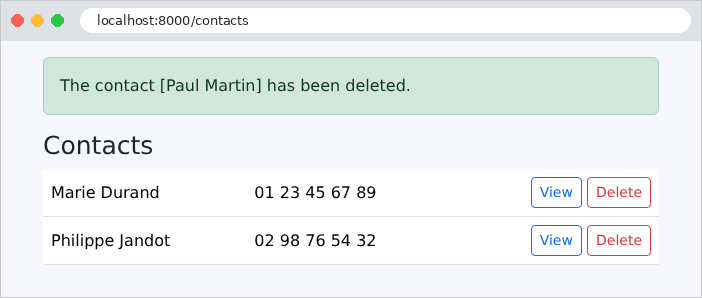 localhost:8000/contacts
The contact [Paul Martin] has been deleted.
Contacts
Marie Durand 01 23 45 67 89 View Delete
Philippe Jandot 02 98 76 54 32 View Delete